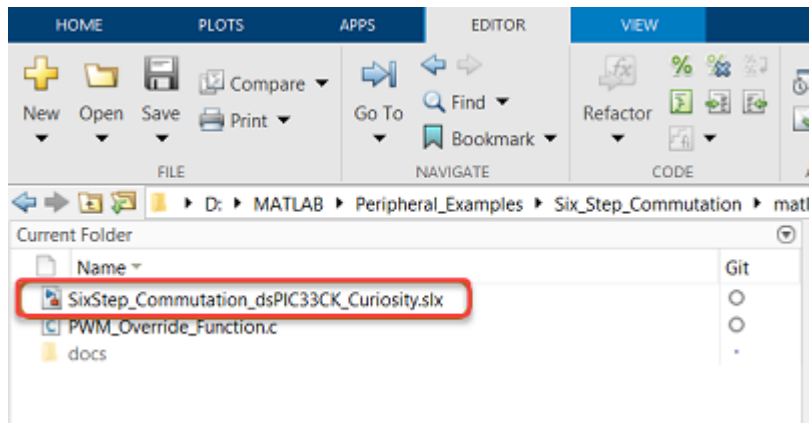 HOME PLOTS APPS EDITOR VIEW
New Open Save Compare Print Go To Find Bookmark Refactor
FILE NAVIGATE CODE
D: MATLAB Peripheral_Examples Six_Step_Commutation matl
Current Folder
Name Git
SixStep_Commutation_dsPIC33CK_Curiosity.slx
PWM_Override_Function.c
docs